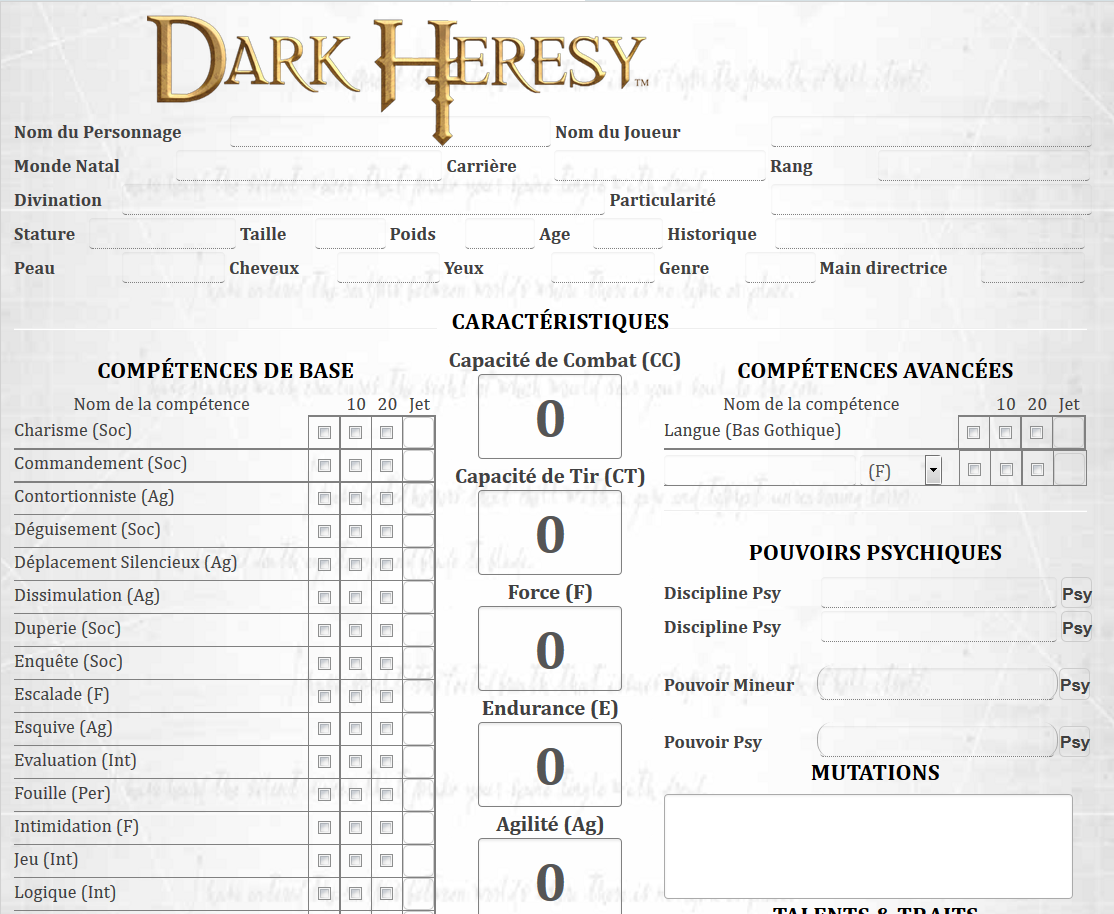 DARK HERESY™
Nom du Personnage Nom du Joueur
Monde Natal Carrière Rang
Divination Particularité
Stature Taille Poids Age Historique
Peau Cheveux Yeux Genre Main directrice
CARACTÉRISTIQUES
COMPÉTENCES DE BASE
Nom de la compétence 10 20 Jet
Charisme (Soc)
Commandement (Soc)
Contortionniste (Ag)
Déguisement (Soc)
Déplacement Silencieux (Ag)
Dissimulation (Ag)
Duperie (Soc)
Enquête (Soc)
Escalade (F)
Esquive (Ag)
Evaluation (Int)
Fouille (Per)
Intimidation (F)
Jeu (Int)
Logique (Int)
Capacité de Combat (CC)
0
Capacité de Tir (CT)
0
Force (F)
0
Endurance (E)
0
Agilité (Ag)
0
COMPÉTENCES AVANCÉES
Nom de la compétence 10 20 Jet
Langue (Bas Gothique)
(F)
POUVOIRS PSYCHIQUES
Discipline Psy Psy
Discipline Psy Psy
Pouvoir Mineur Psy
Pouvoir Psy Psy
MUTATIONS
TALENTS & TRAITS